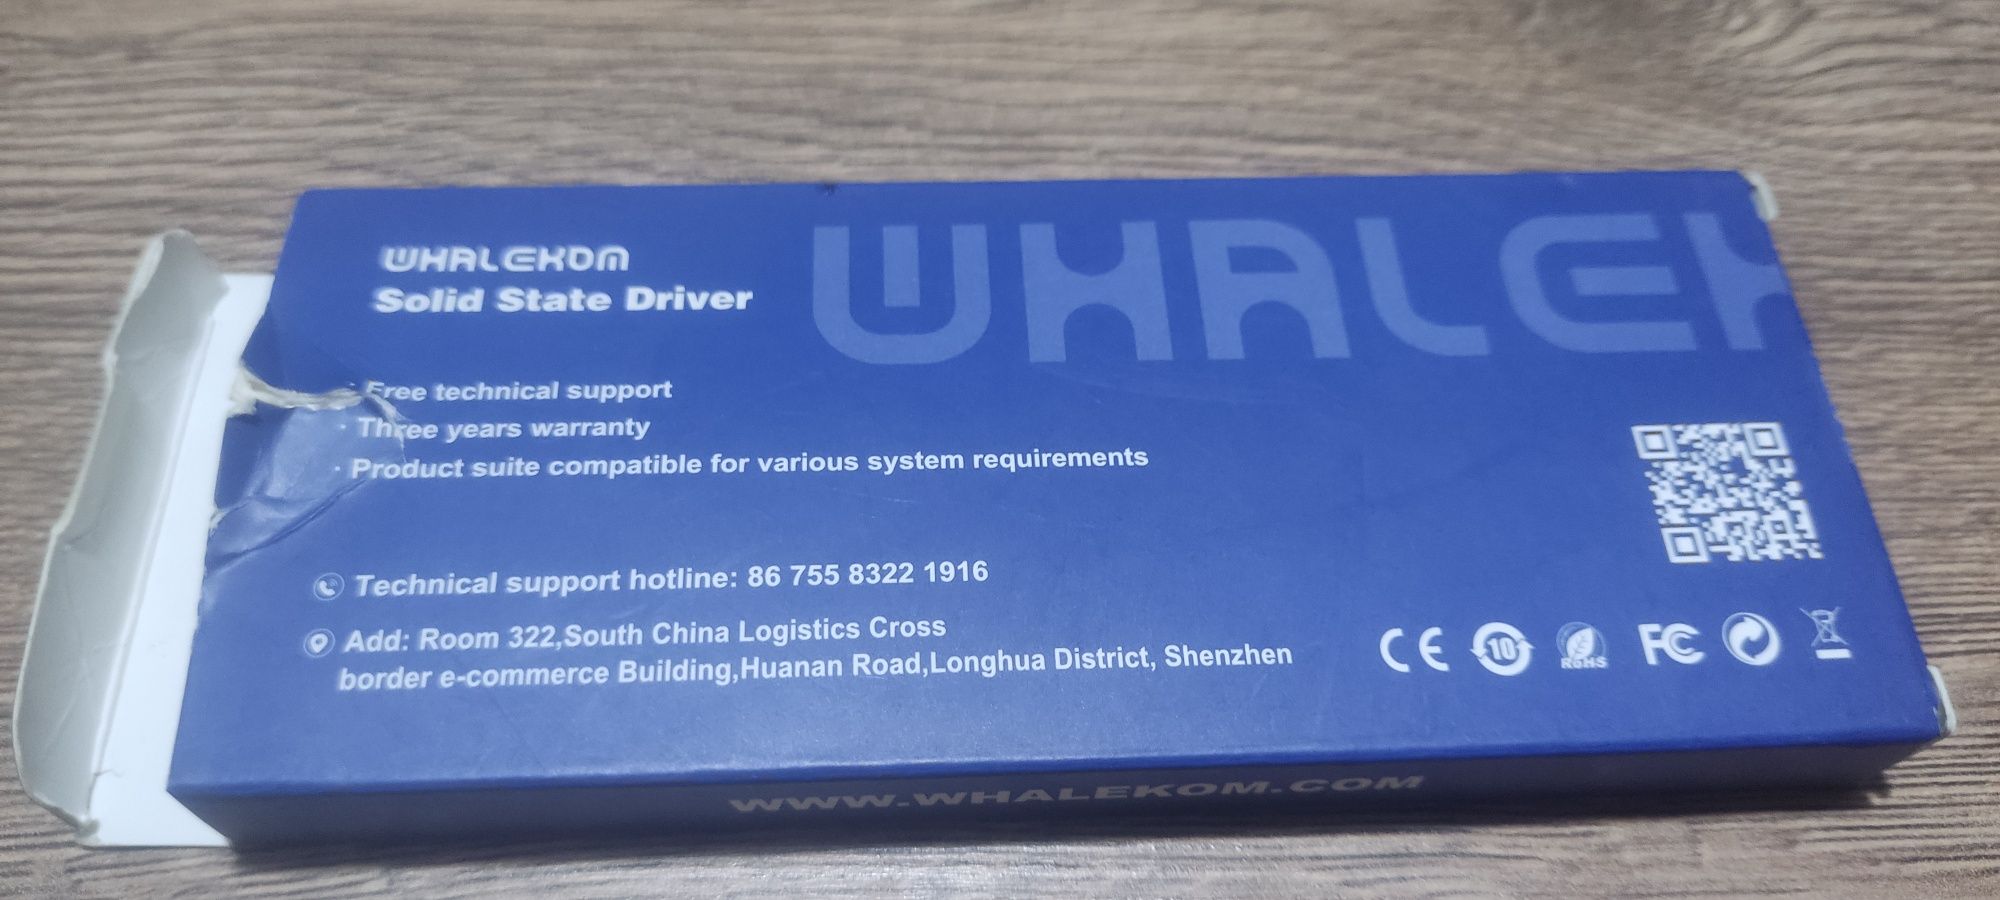 WHALEKOM
Solid State Driver
WHALEK
· Free technical support
· Three years warranty
· Product suite compatible for various system requirements
Technical support hotline: 86 755 8322 1916
Add: Room 322,South China Logistics Cross
border e-commerce Building,Huanan Road,Longhua District, Shenzhen
CE 10 RoHS FC
WWW.WHALEKOM.COM